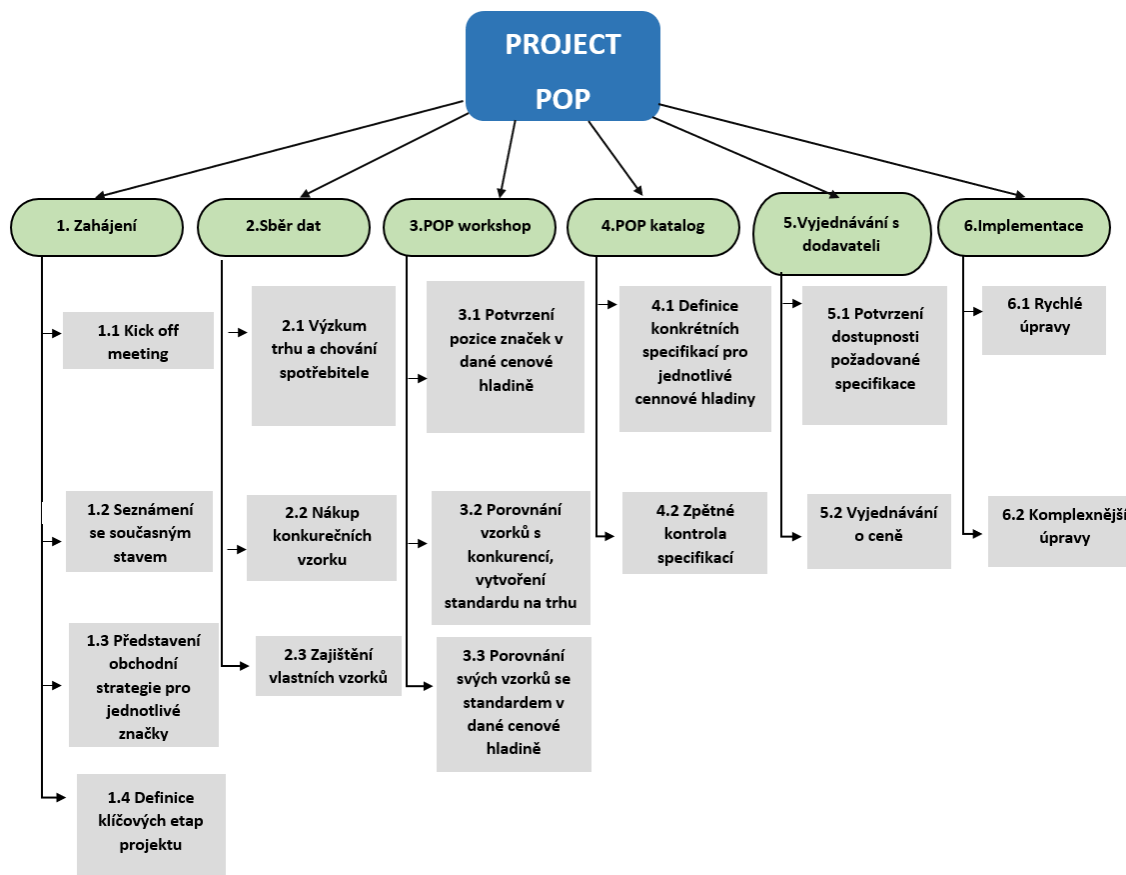 PROJECT
POP
1. Zahájení
2.Sběr dat
3.POP workshop
4.POP katalog
5.Vyjednávání s
dodavateli
6.Implementace
1.1 Kick off
meeting
1.2 Seznámení
se současným
stavem
1.3 Představení
obchodní
strategie pro
jednotlivé
značky
1.4 Definice
klíčových etap
projektu
2.1 Výzkum
trhu a chování
spotřebitele
2.2 Nákup
konkurečních
vzorku
2.3 Zajištění
vlastních vzorků
3.1 Potvrzení
pozice značek v
dané cenové
hladině
3.2 Porovnání
vzorků s
konkurencí,
vytvoření
standardu na trhu
3.3 Porovnání
svých vzorků se
standardem v
dané cenové
hladině
4.1 Definice
konkrétních
specifikací pro
jednotlivé
cennové hladiny
4.2 Zpětné
kontrola
specifikací
5.1 Potvrzení
dostupnosti
požadované
specifikace
5.2 Vyjednávání
o ceně
6.1 Rychlé
úpravy
6.2 Komplexnější
úpravy